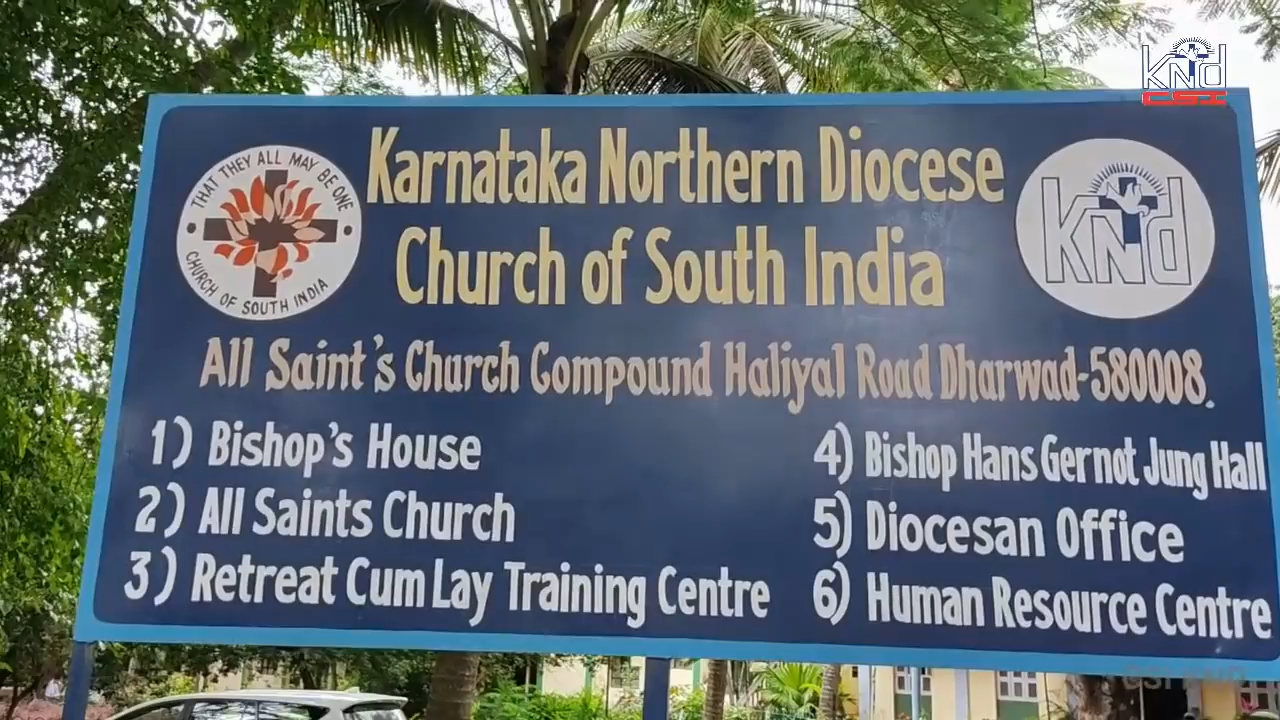 KNd
CSI
THAT THEY ALL MAY BE ONE
CHURCH OF SOUTH INDIA
Karnataka Northern Diocese
Church of South India
KNd
All Saint's Church Compound Haliyal Road Dharwad-580008.
1) Bishop's House
2) All Saints Church
3) Retreat Cum Lay Training Centre
4) Bishop Hans Gernot Jung Hall
5) Diocesan Office
6) Human Resource Centre